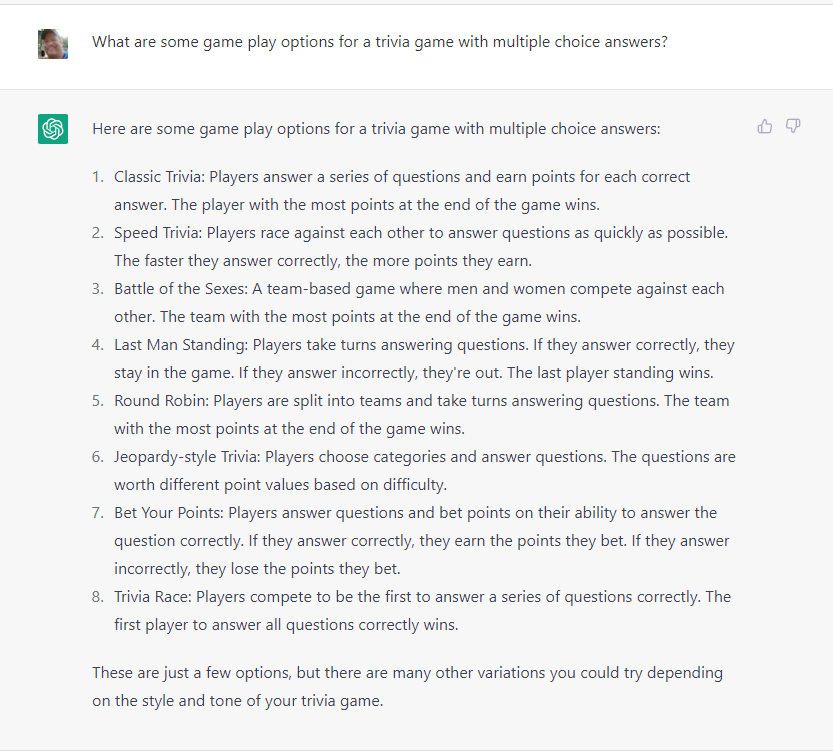 What are some game play options for a trivia game with multiple choice answers?
Here are some game play options for a trivia game with multiple choice answers:
1. Classic Trivia: Players answer a series of questions and earn points for each correct
answer. The player with the most points at the end of the game wins.
2. Speed Trivia: Players race against each other to answer questions as quickly as possible.
The faster they answer correctly, the more points they earn.
3. Battle of the Sexes: A team-based game where men and women compete against each
other. The team with the most points at the end of the game wins.
4. Last Man Standing: Players take turns answering questions. If they answer correctly, they
stay in the game. If they answer incorrectly, they're out. The last player standing wins.
5. Round Robin: Players are split into teams and take turns answering questions. The team
with the most points at the end of the game wins.
6. Jeopardy-style Trivia: Players choose categories and answer questions. The questions are
worth different point values based on difficulty.
7. Bet Your Points: Players answer questions and bet points on their ability to answer the
question correctly. If they answer correctly, they earn the points they bet. If they answer
incorrectly, they lose the points they bet.
8. Trivia Race: Players compete to be the first to answer a series of questions correctly. The
first player to answer all questions correctly wins.
These are just a few options, but there are many other variations you could try depending
on the style and tone of your trivia game.